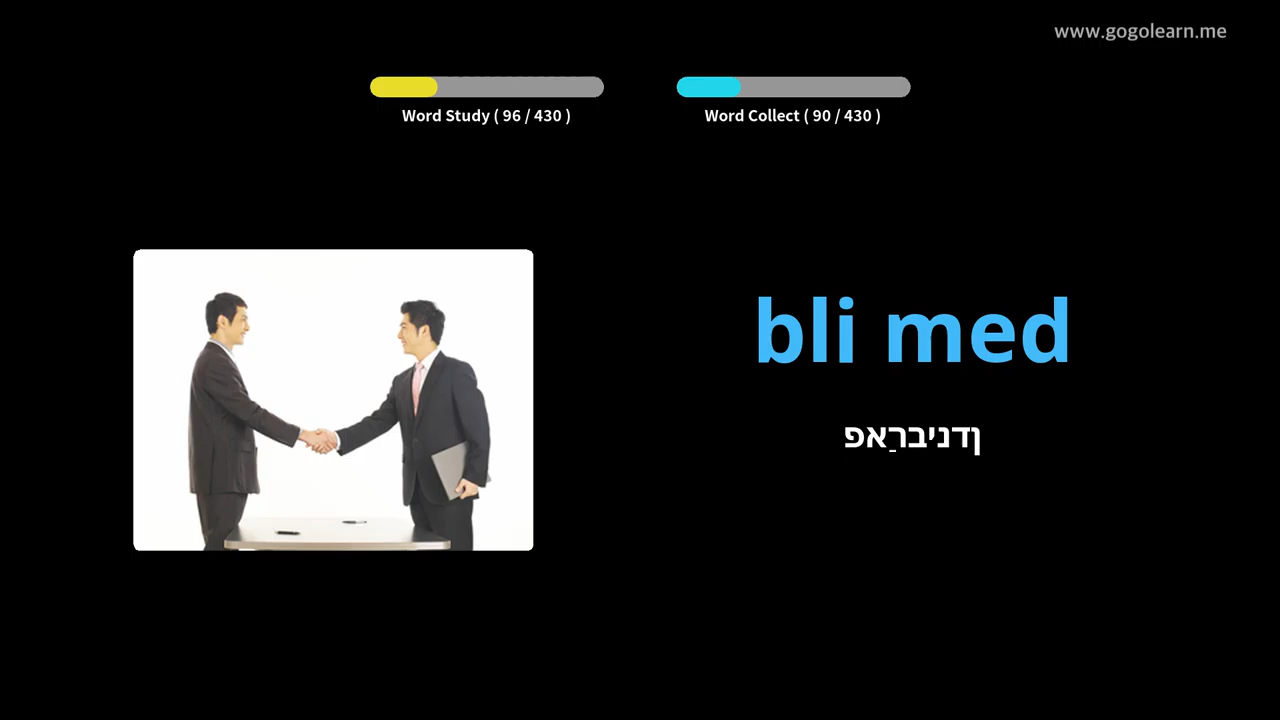 www.gogolearn.me
Word Study ( 96 / 430 )
Word Collect ( 90 / 430 )
bli med
ןדניברַאפ